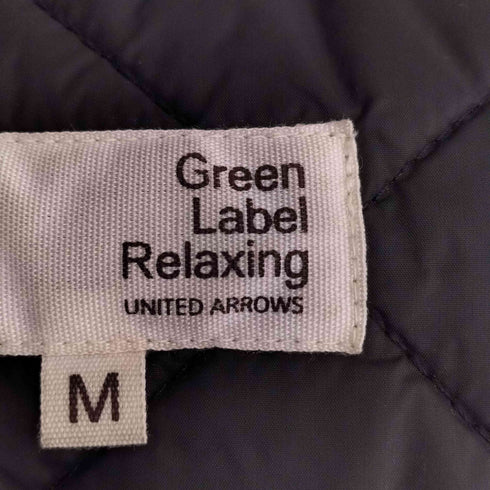 Green
Label
Relaxing
UNITED ARROWS
M